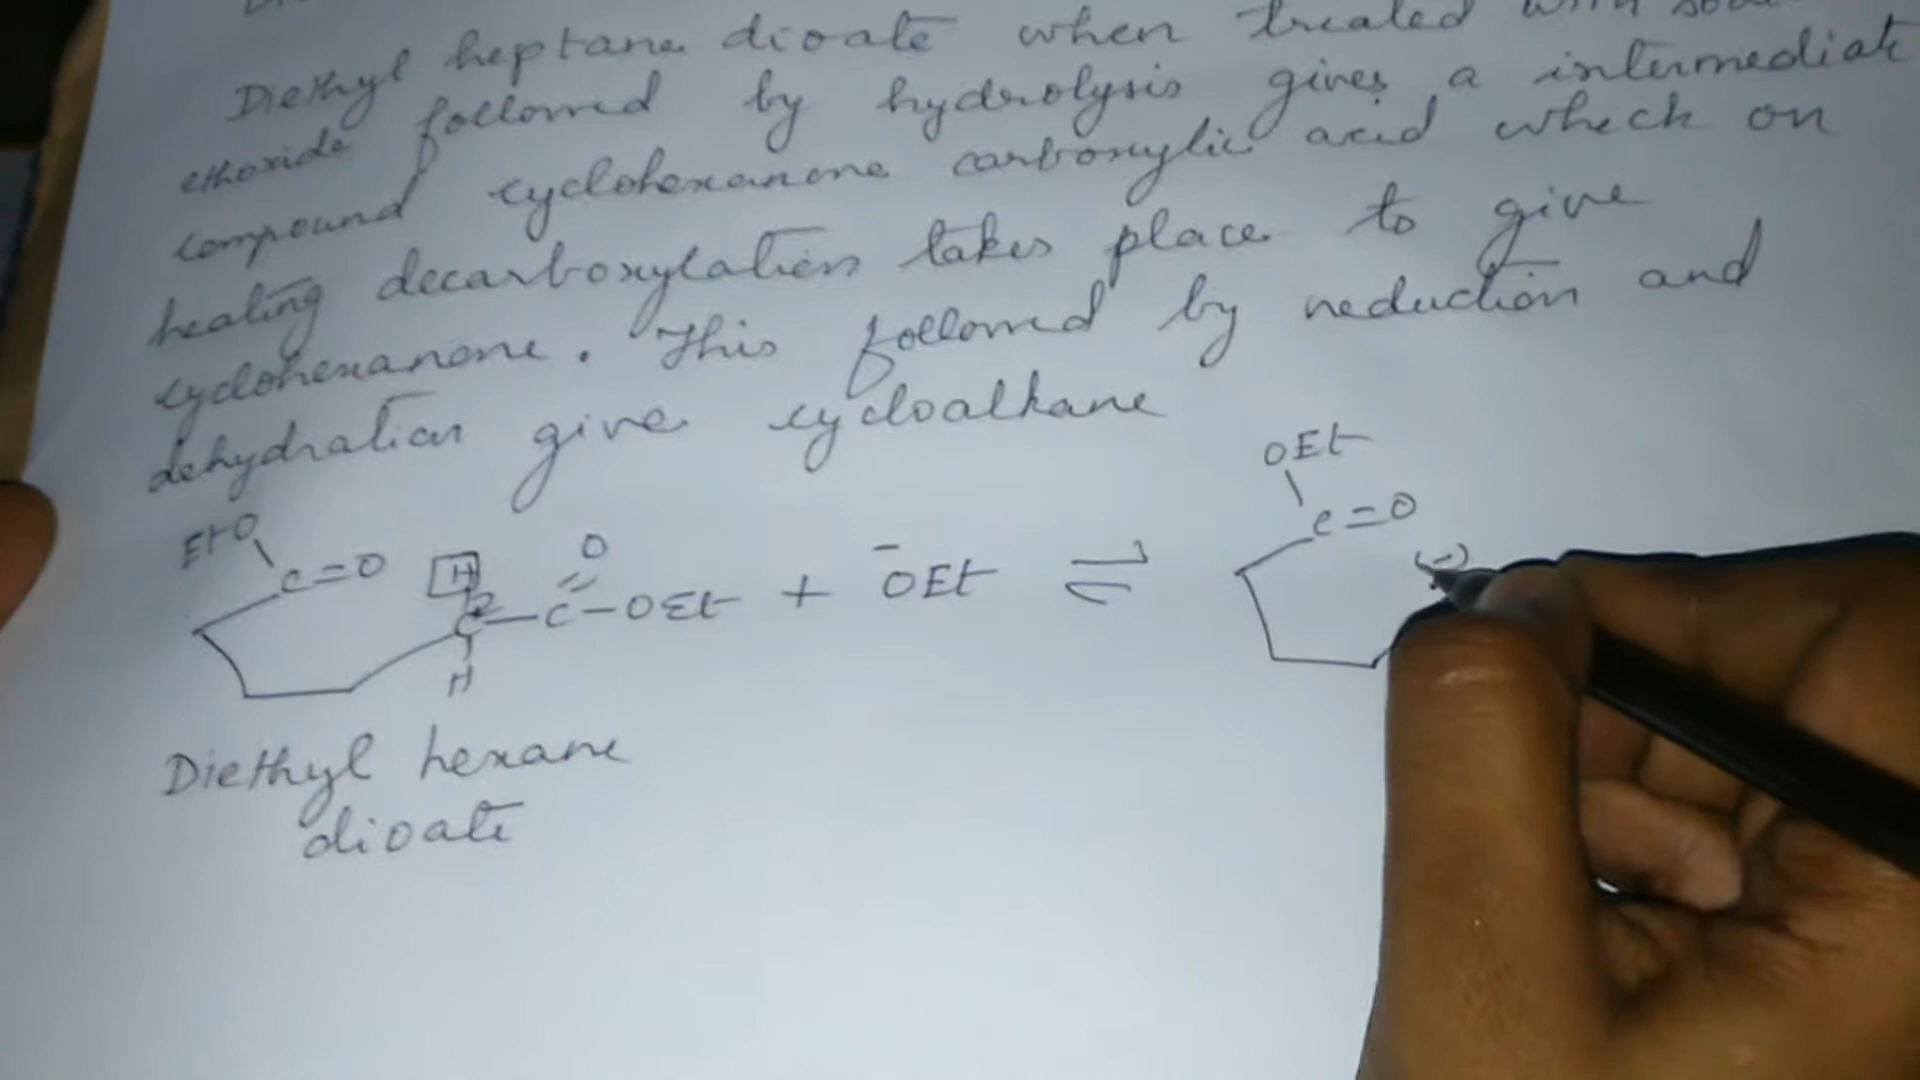 Diethyl heptane dioate when treated with
ethoxide followed by hydrolysis gives a intermediate
compound cyclohexanone carboxylic acid which on
heating decarboxylation takes place to give
cyclohexanone. This followed by reduction and
dehydration give cycloalkane
OEt
C=O
EtO
C=O H O
C-C-OEt + -OEt ⇌ (-)
H
Diethyl hexane
dioate